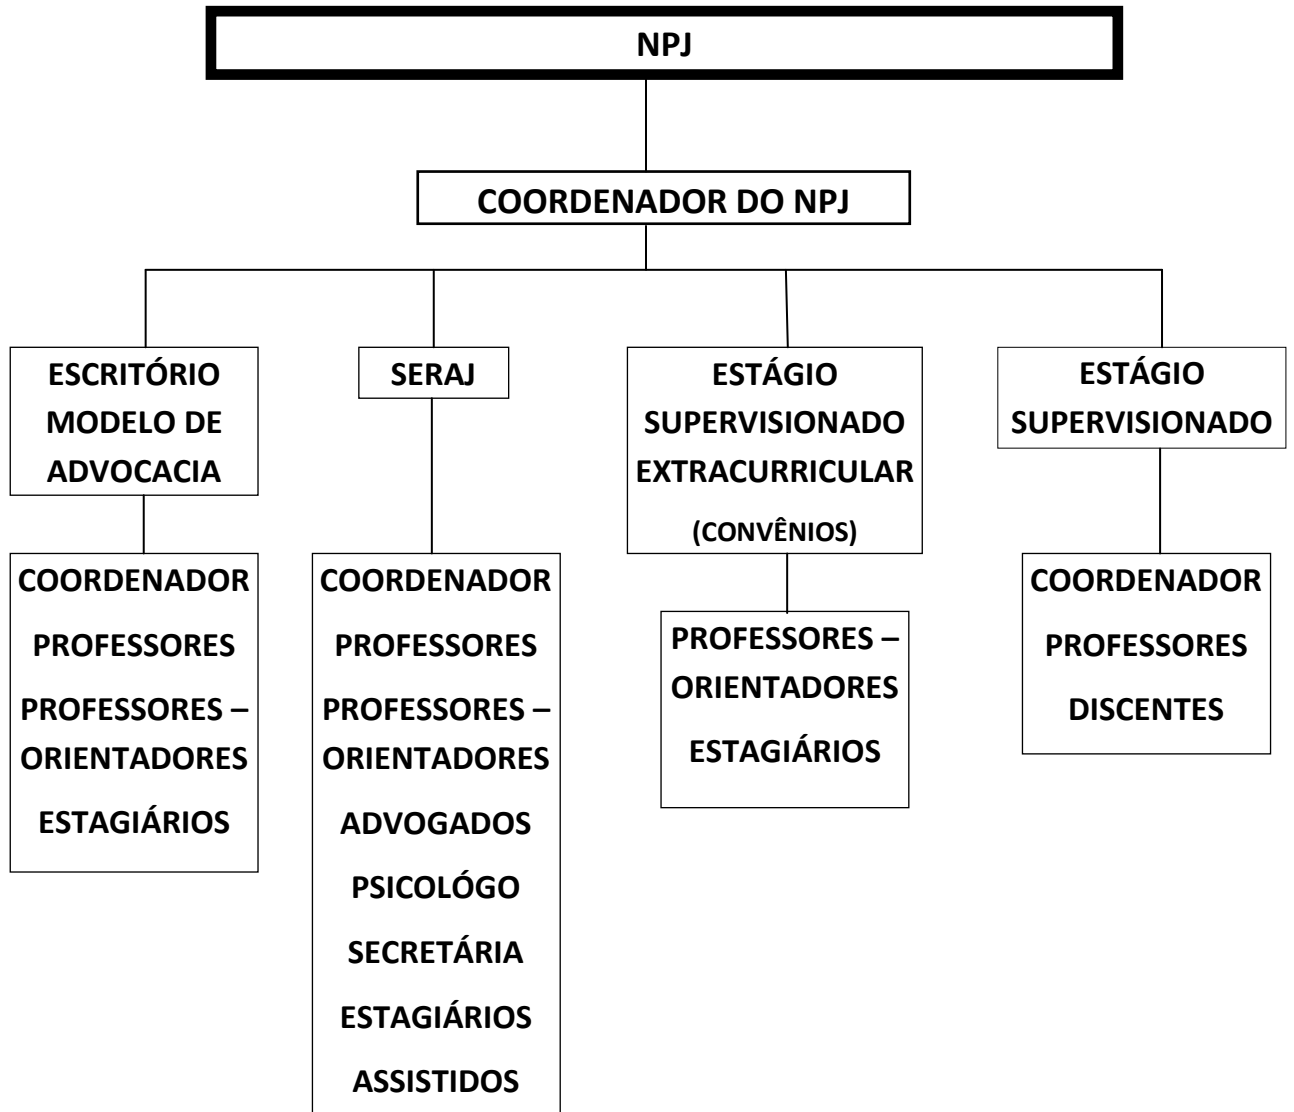 NPJ
COORDENADOR DO NPJ
ESCRITÓRIO
MODELO DE
ADVOCACIA
SERAJ
ESTÁGIO
SUPERVISIONADO
EXTRACURRICULAR
(CONVÊNIOS)
ESTÁGIO
SUPERVISIONADO
COORDENADOR
PROFESSORES
PROFESSORES –
ORIENTADORES
ESTAGIÁRIOS
COORDENADOR
PROFESSORES
PROFESSORES –
ORIENTADORES
ADVOGADOS
PSICOLÓGO
SECRETÁRIA
ESTAGIÁRIOS
ASSISTIDOS
PROFESSORES –
ORIENTADORES
ESTAGIÁRIOS
COORDENADOR
PROFESSORES
DISCENTES